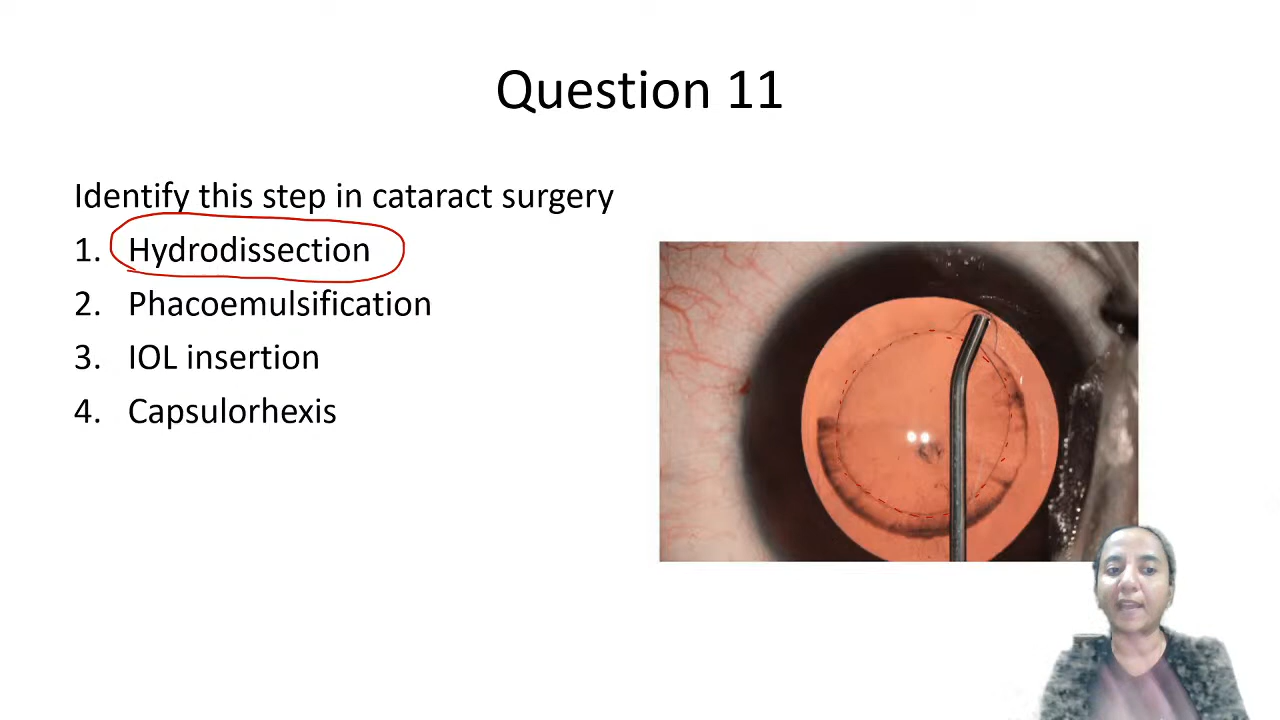 Question 11
Identify this step in cataract surgery
1. Hydrodissection
2. Phacoemulsification
3. IOL insertion
4. Capsulorhexis